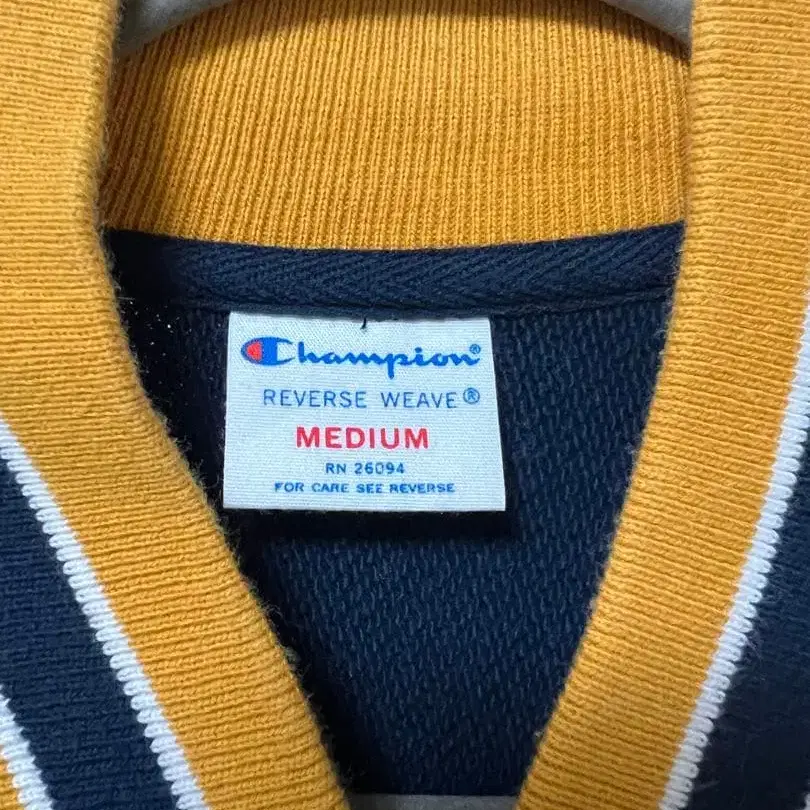 Champion®
REVERSE WEAVE®
MEDIUM
RN 26094
FOR CARE SEE REVERSE